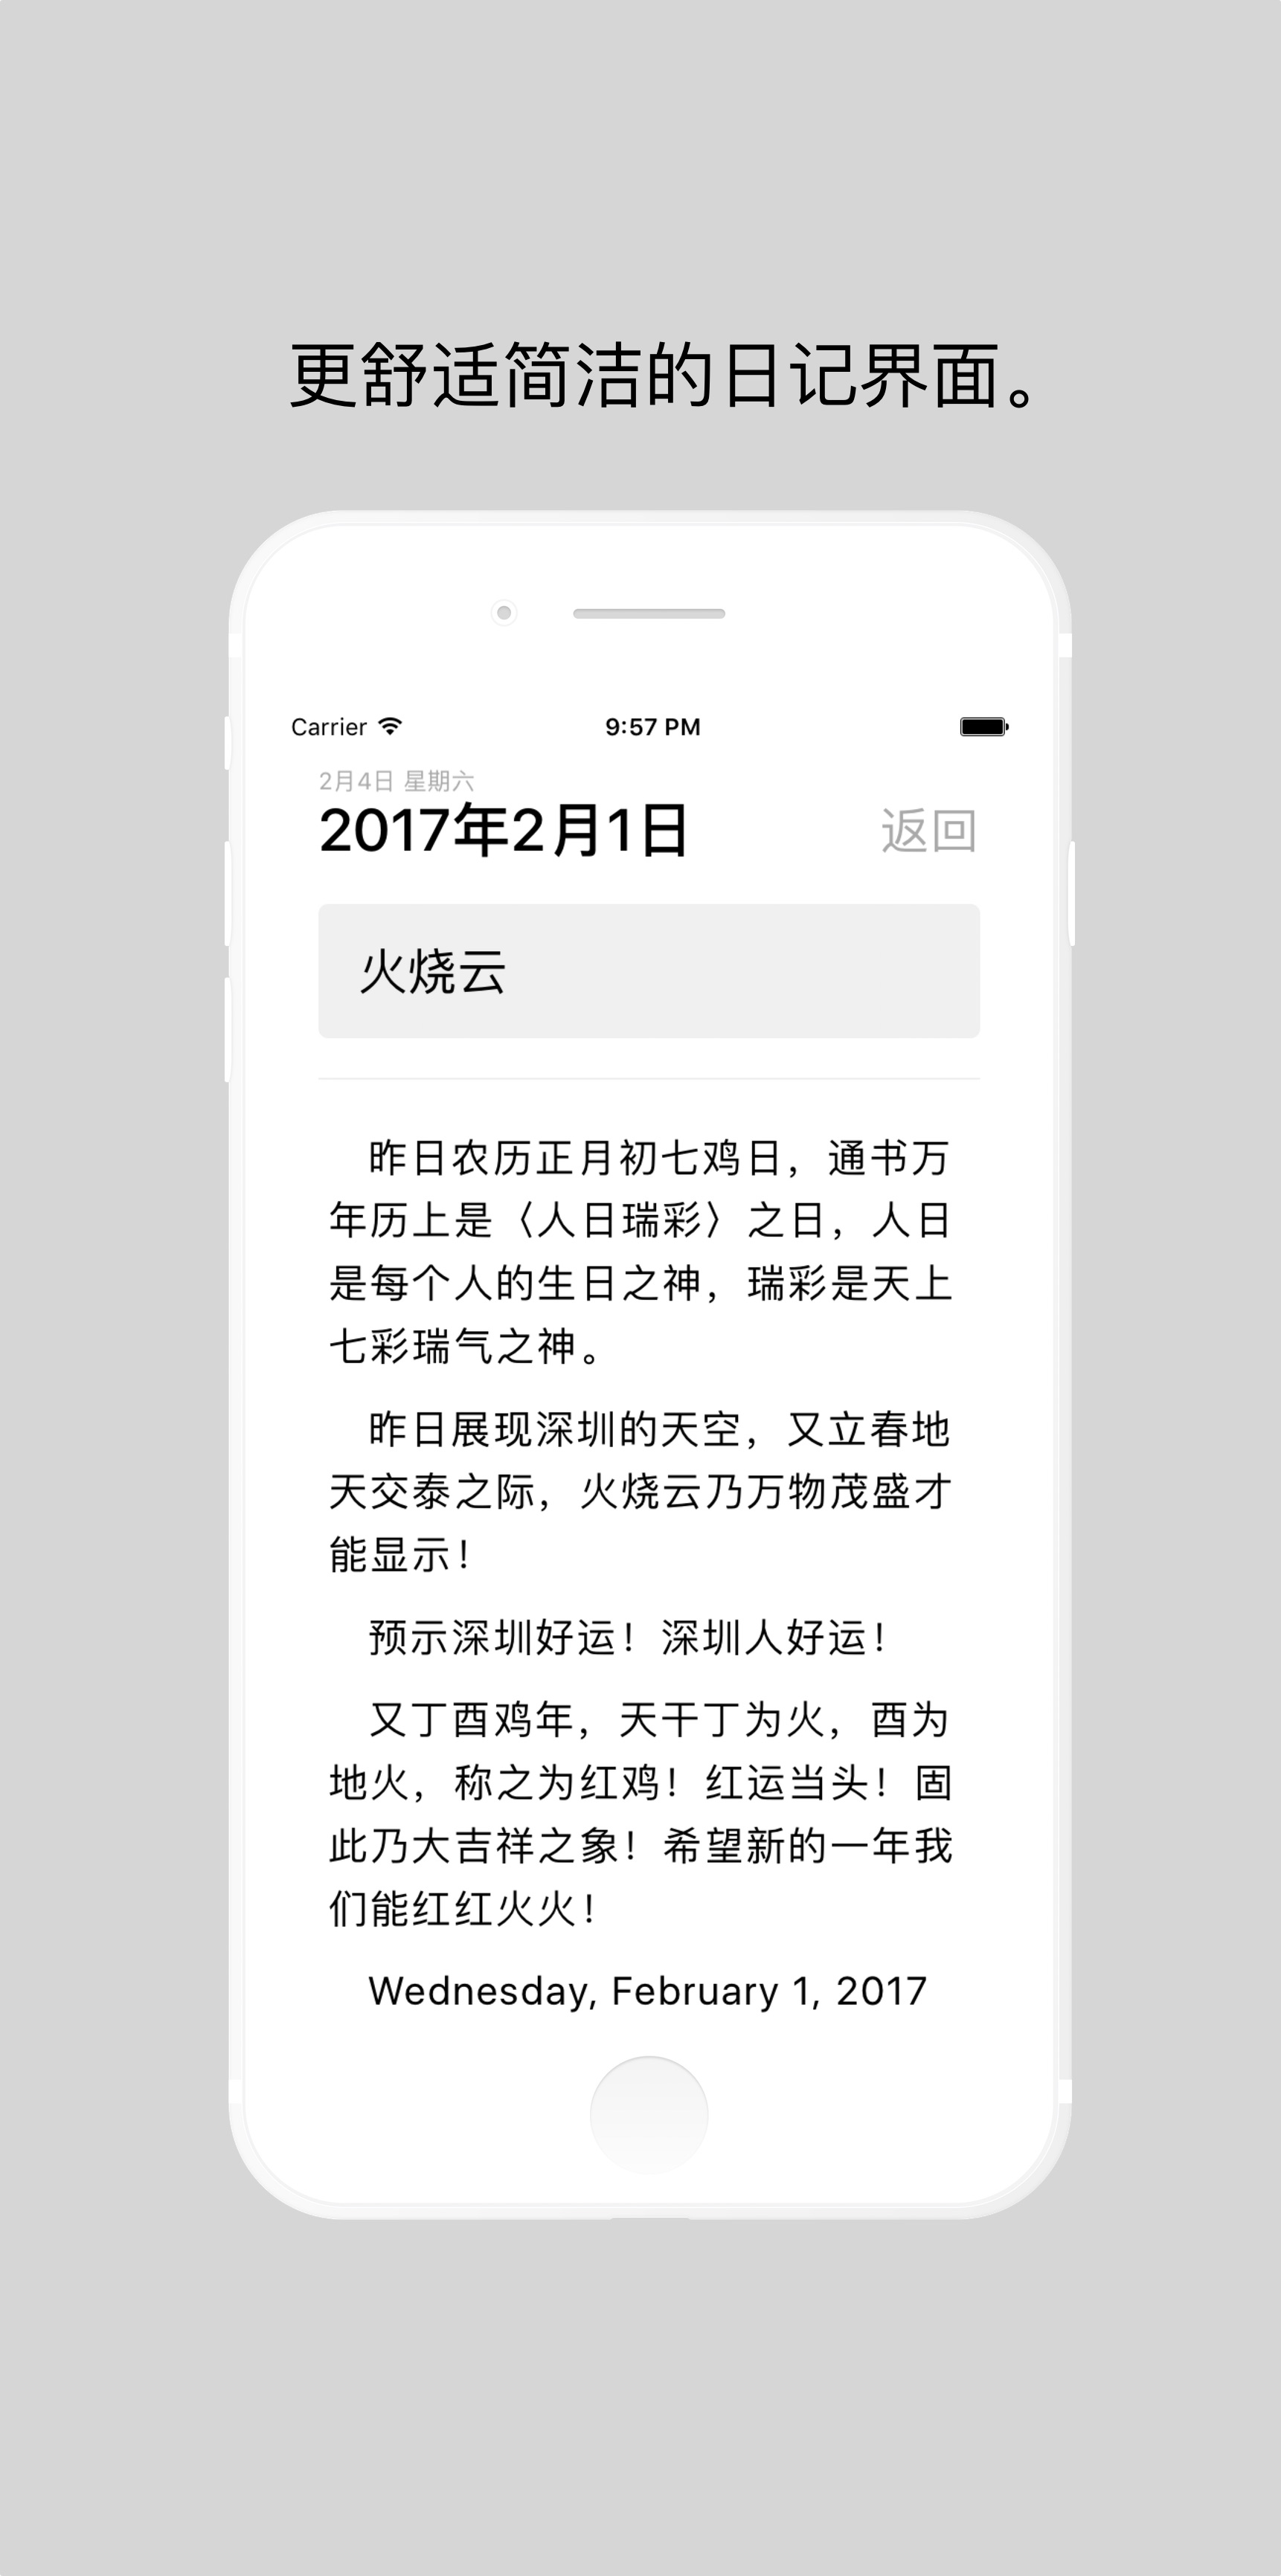 更舒适简洁的日记界面。
Carrier 9:57 PM
2月4日 星期六
2017年2月1日 返回
火烧云
昨日农历正月初七鸡日，通书万
年历上是〈人日瑞彩〉之日，人日
是每个人的生日之神，瑞彩是天上
七彩瑞气之神。
昨日展现深圳的天空，又立春地
天交泰之际，火烧云乃万物茂盛才
能显示！
预示深圳好运！深圳人好运！
又丁酉鸡年，天干丁为火，酉为
地火，称之为红鸡！红运当头！固
此乃大吉祥之象！希望新的一年我
们能红红火火！
Wednesday, February 1, 2017